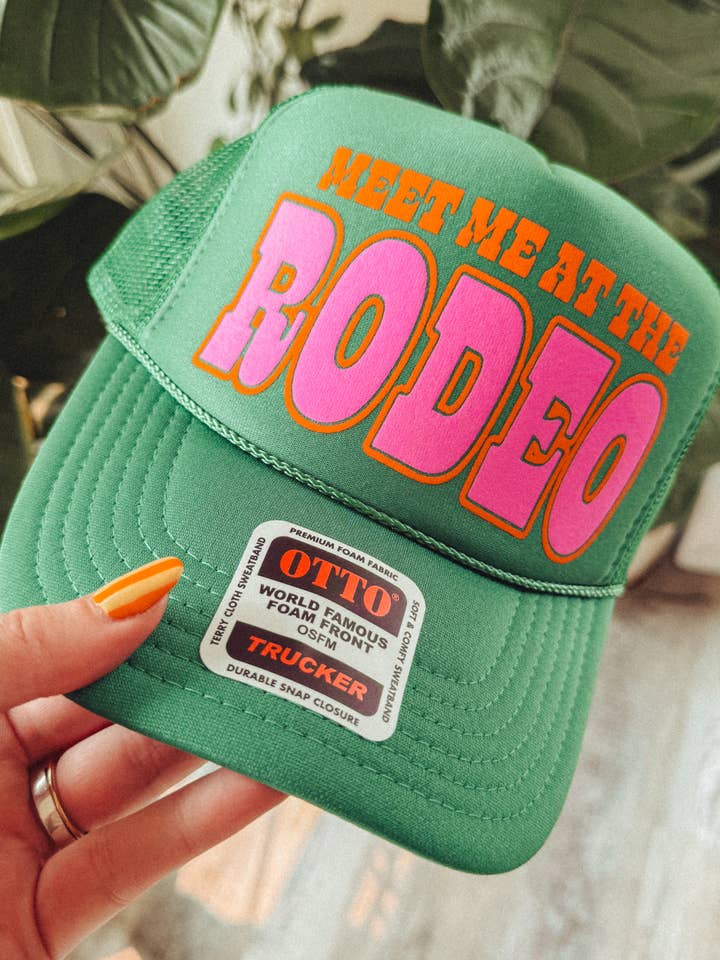 MEET ME AT THE
RODEO
PREMIUM FOAM FABRIC
TERRY CLOTH SWEATBAND
OTTO®
WORLD FAMOUS
FOAM FRONT
OSFM
TRUCKER
SOFT & COMFY SWEATBAND
DURABLE SNAP CLOSURE